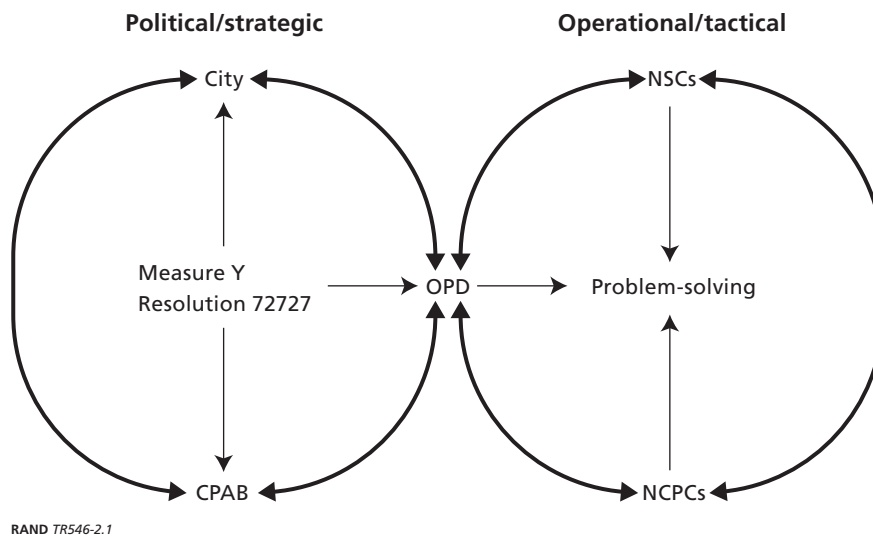 Political/strategic
Operational/tactical
City
NSCs
Measure Y
Resolution 72727
OPD
Problem-solving
CPAB
NCPCs
RAND TR546-2.1